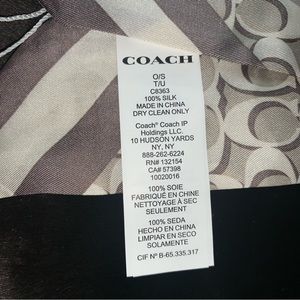 COACH
O/S
T/U
C8363
100% SILK
MADE IN CHINA
DRY CLEAN ONLY
Coach® Coach IP
Holdings LLC.
10 HUDSON YARDS
NY, NY
888-262-6224
RN# 132154
CA# 57398
10020016
100% SOIE
FABRIQUÉ EN CHINE
NETTOYAGE À SEC
SEULEMENT
100% SEDA
HECHO EN CHINA
LIMPIAR EN SECO
SOLAMENTE
CIF Nº B-65.335.317